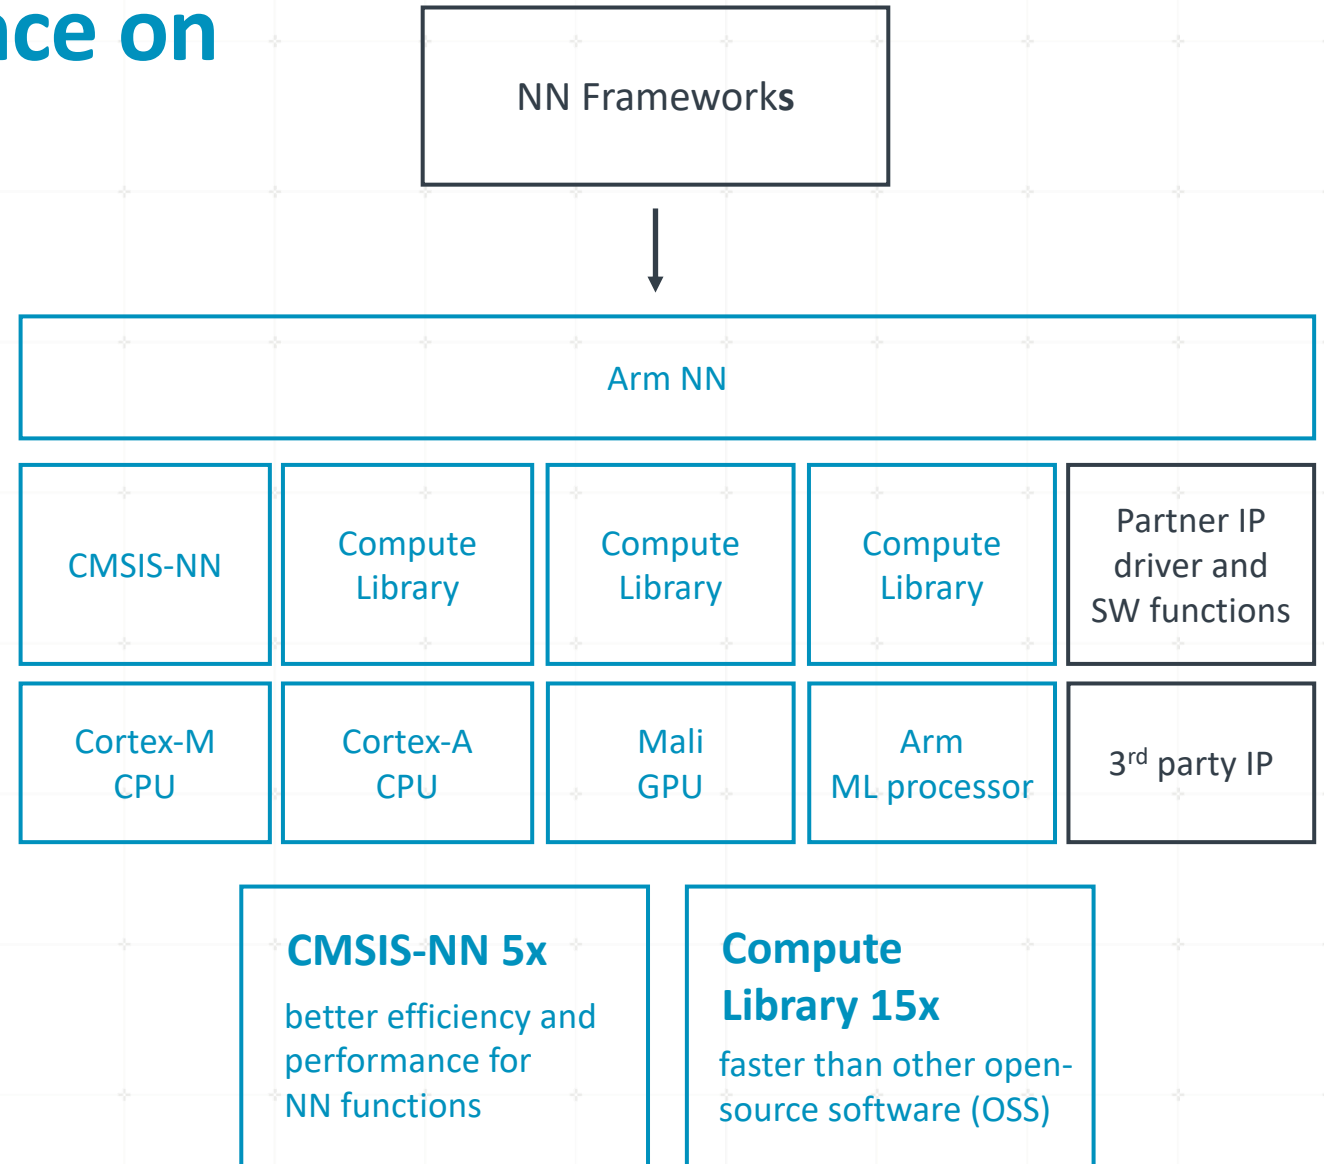 nce on
NN Frameworks
Arm NN
CMSIS-NN
Compute
Library
Compute
Library
Compute
Library
Partner IP
driver and
SW functions
Cortex-M
CPU
Cortex-A
CPU
Mali
GPU
Arm
ML processor
3rd party IP
CMSIS-NN 5x
better efficiency and
performance for
NN functions
Compute
Library 15x
faster than other open-
source software (OSS)